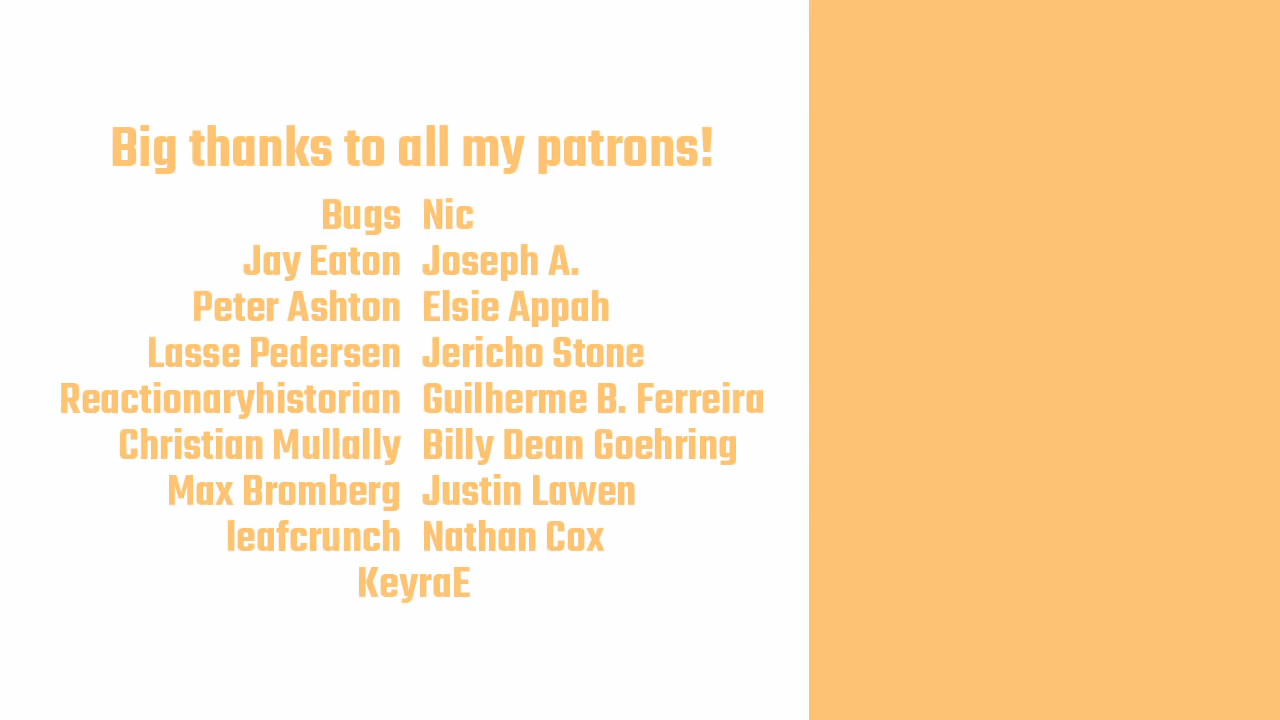 Big thanks to all my patrons!
Bugs Nic
Jay Eaton Joseph A.
Peter Ashton Elsie Appah
Lasse Pedersen Jericho Stone
Reactionaryhistorian Guilherme B. Ferreira
Christian Mullally Billy Dean Goehring
Max Bromberg Justin Lawen
leafcrunch Nathan Cox
KeyraE